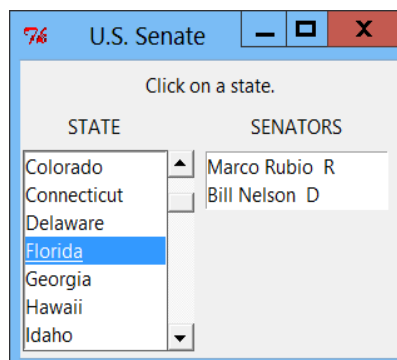 U.S. Senate
Click on a state.
STATE SENATORS
Colorado
Connecticut
Delaware
Florida
Georgia
Hawaii
Idaho
Marco Rubio R
Bill Nelson D